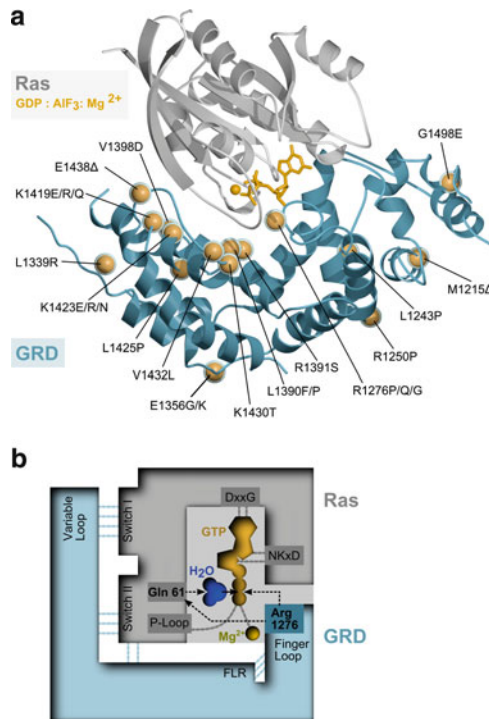 a
Ras
GDP : AlF3: Mg 2+
V1398D
E1438Δ
K1419E/R/Q
L1339R
K1423E/R/N
GRD
L1425P
V1432L
E1356G/K
K1430T
L1390F/P
R1391S
R1276P/Q/G
R1250P
L1243P
M1215Δ
G1498E
b
Variable
Loop
Switch I
Switch II
DxxG
Ras
GTP
NKxD
H2O
Gln 61
Arg
1276
P-Loop
Mg2+
Finger
Loop
GRD
FLR